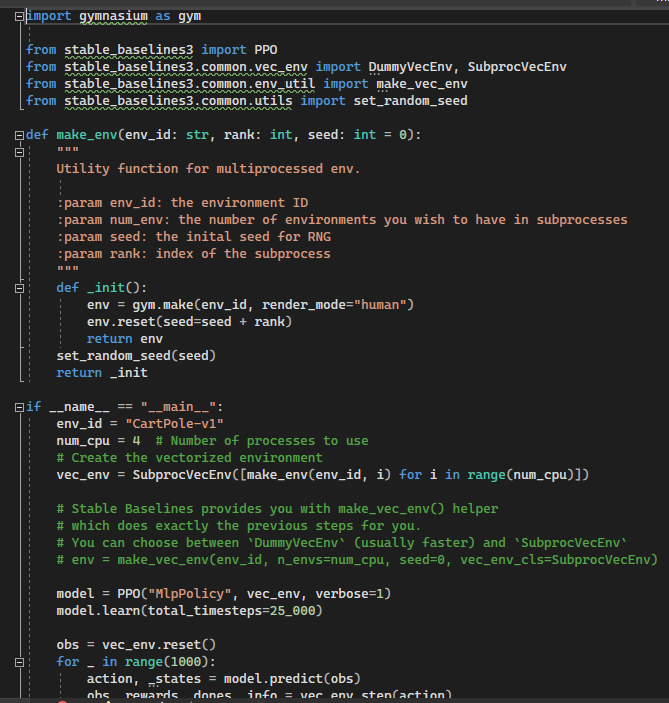 import gymnasium as gym
from stable_baselines3 import PPO
from stable_baselines3.common.vec_env import DummyVecEnv, SubprocVecEnv
from stable_baselines3.common.env_util import make_vec_env
from stable_baselines3.common.utils import set_random_seed
def make_env(env_id: str, rank: int, seed: int = 0):
"""
Utility function for multiprocessed env.
:param env_id: the environment ID
:param num_env: the number of environments you wish to have in subprocesses
:param seed: the inital seed for RNG
:param rank: index of the subprocess
"""
def _init():
env = gym.make(env_id, render_mode="human")
env.reset(seed=seed + rank)
return env
set_random_seed(seed)
return _init
if __name__ == "__main__":
env_id = "CartPole-v1"
num_cpu = 4  # Number of processes to use
# Create the vectorized environment
vec_env = SubprocVecEnv([make_env(env_id, i) for i in range(num_cpu)])
# Stable Baselines provides you with make_vec_env() helper
# which does exactly the previous steps for you.
# You can choose between `DummyVecEnv` (usually faster) and `SubprocVecEnv`
# env = make_vec_env(env_id, n_envs=num_cpu, seed=0, vec_env_cls=SubprocVecEnv)
model = PPO("MlpPolicy", vec_env, verbose=1)
model.learn(total_timesteps=25_000)
obs = vec_env.reset()
for _ in range(1000):
action, _states = model.predict(obs)
obs, rewards, dones, info = vec_env.step(action)